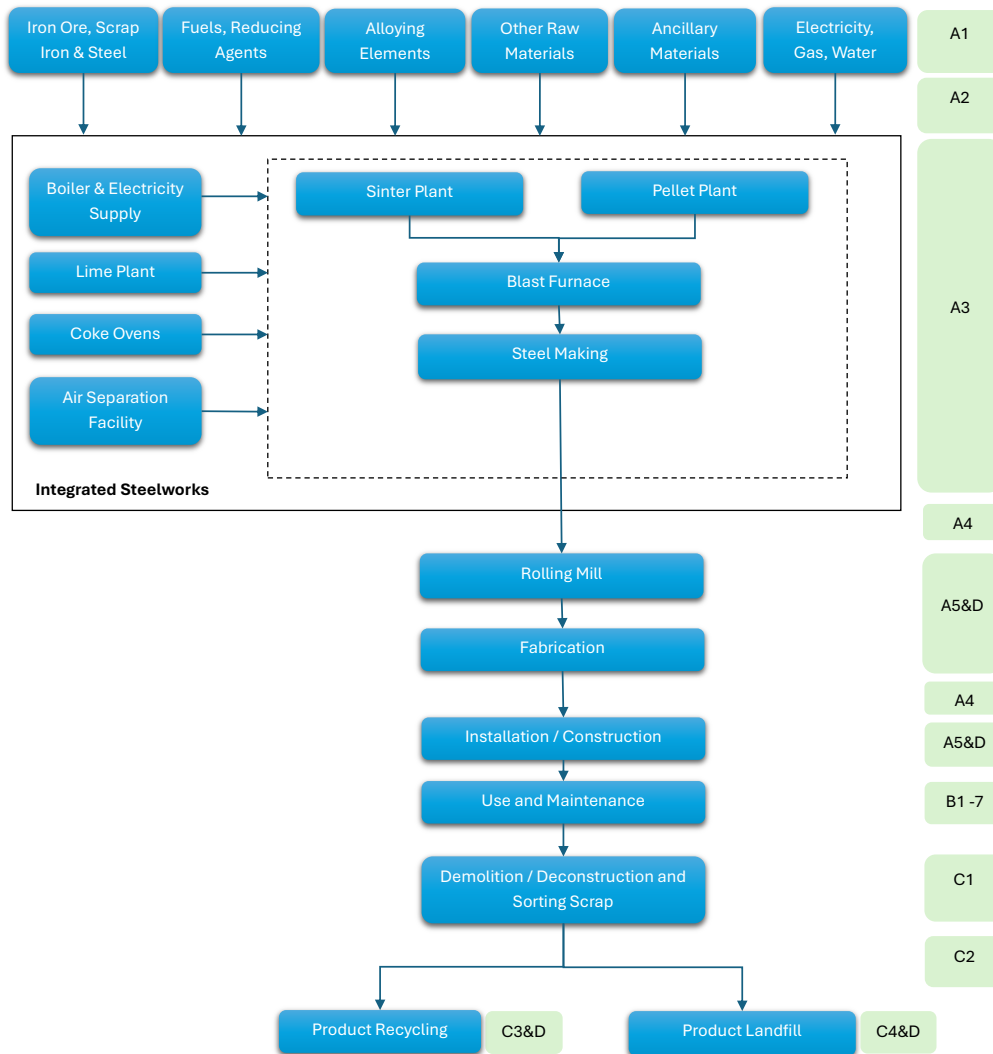 Iron Ore, Scrap
Iron & Steel
Fuels, Reducing
Agents
Alloying
Elements
Other Raw
Materials
Ancillary
Materials
Electricity,
Gas, Water
A1
A2
Boiler & Electricity
Supply
Sinter Plant
Pellet Plant
Lime Plant
Blast Furnace
A3
Coke Ovens
Steel Making
Air Separation
Facility
Integrated Steelworks
A4
Rolling Mill
A5&D
Fabrication
A4
Installation / Construction
A5&D
Use and Maintenance
B1 -7
Demolition / Deconstruction and
Sorting Scrap
C1
C2
Product Recycling
C3&D
Product Landfill
C4&D